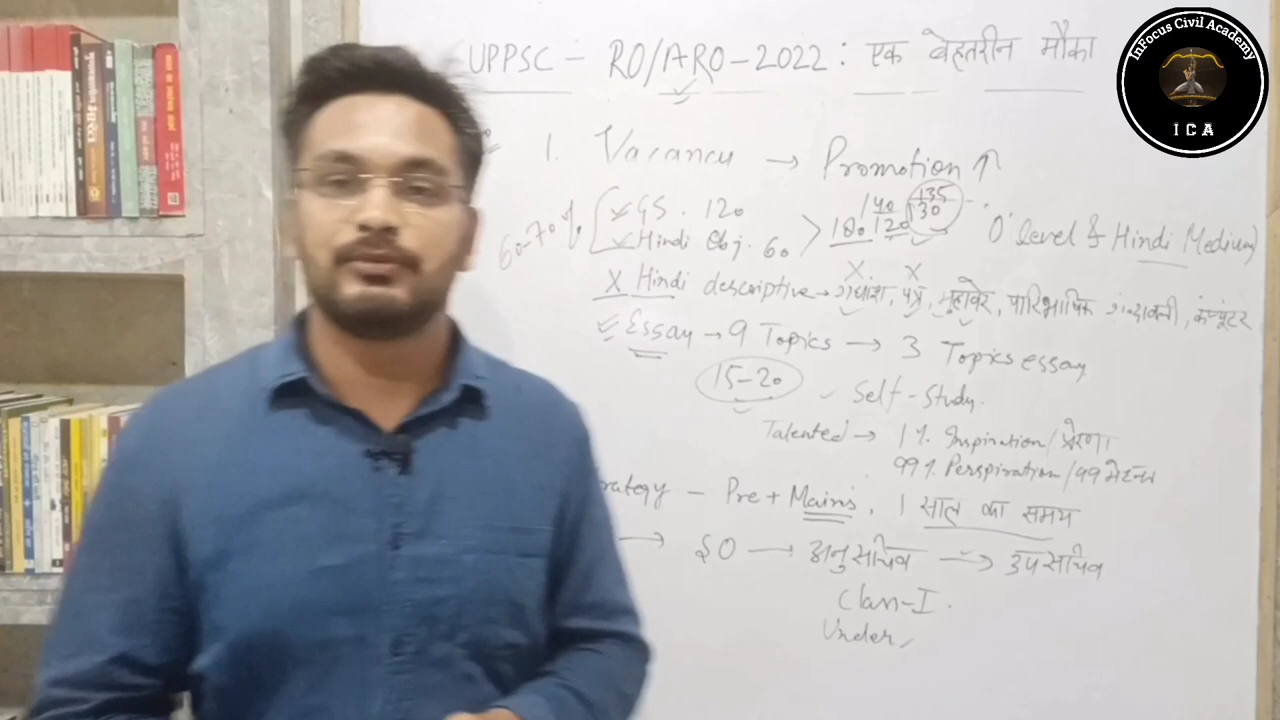 UPPSC - RO/ARO-2022 : एक बेहतरीन मौका
InFocus Civil Academy
ICA
1. Vacancy → Promotion ↑
60-70%
GS. 120
Hindi Obj. 60
180
140 135
120 30
'O' level & Hindi Medium
X Hindi descriptive → गद्यांश, पत्र, मुहावरे, पारिभाषिक शब्दावली, कंप्यूटर
X X
Essay → 9 Topics → 3 Topics essay
15-20 Self-Study.
Talented → 1% Inspiration/प्रेरणा
99% Perspiration/99 मेहनत
rategy - Pre + Mains, 1 साल का समय
→ SO → अनुसचिव → उपसचिव
Class-I.
Under